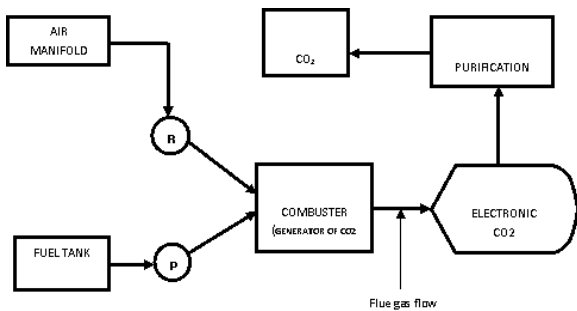 AIR
MANIFOLD
CO₂
PURIFICATION
R
COMBUSTER
(GENERATOR OF CO2
ELECTRONIC
CO2
FUEL TANK
P
Flue gas flow